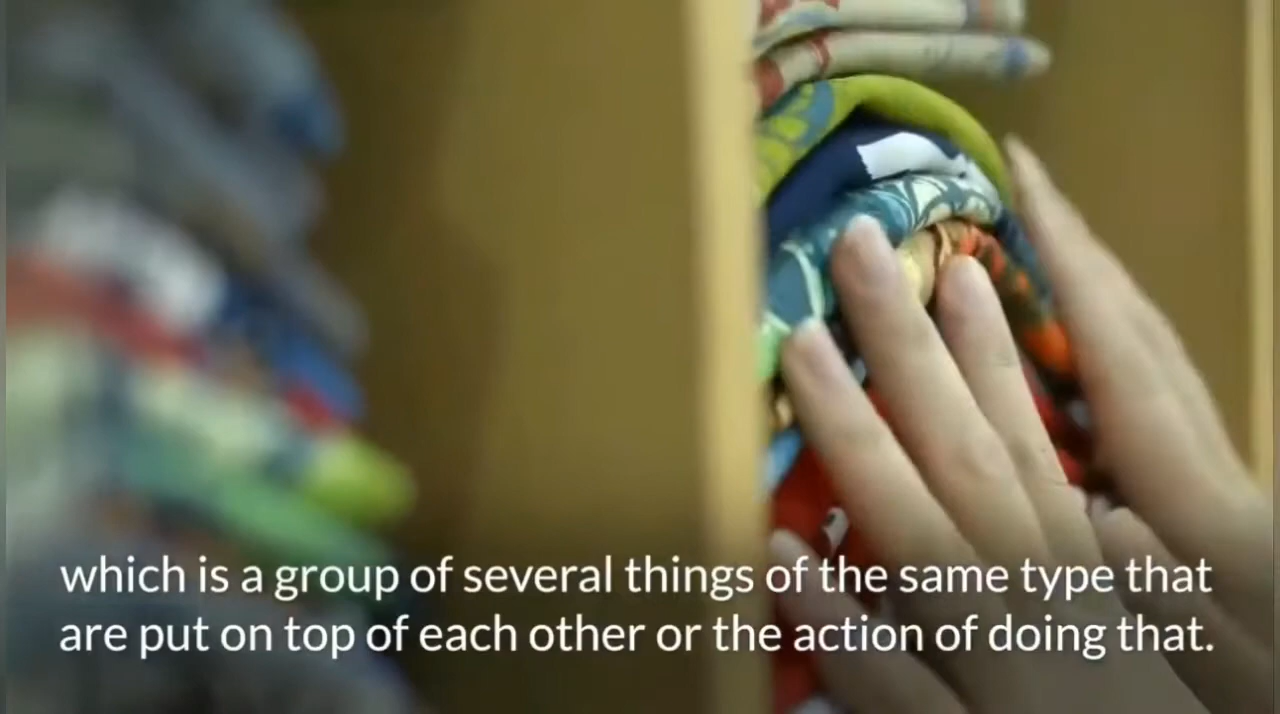 which is a group of several things of the same type that
are put on top of each other or the action of doing that.